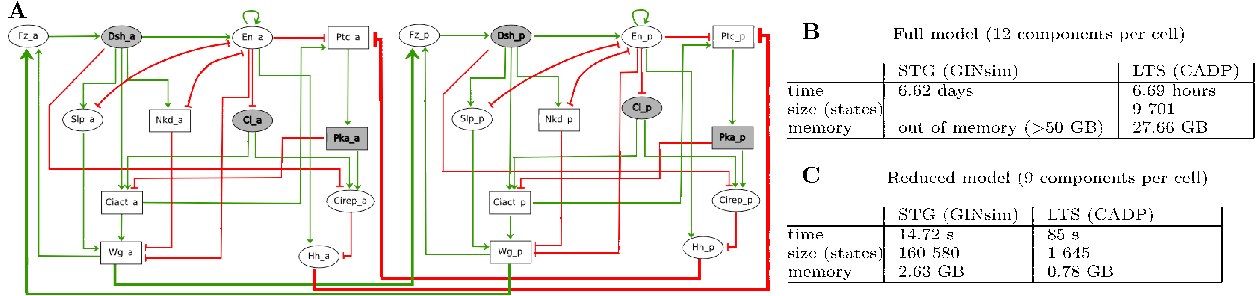 A
Fz_a
Dsh_a
En_a
Ptc_a
Fz_p
Dsh_p
En_p
Ptc_p
Slp_a
Nkd_a
Ci_a
Pka_a
Slp_p
Nkd_p
Ci_p
Pka_p
Ciact_a
Cirep_a
Ciact_p
Cirep_p
Wg_a
Hh_a
Wg_p
Hh_p
B
Full model (12 components per cell)
STG (GINsim) LTS (CADP)
time 6.62 days 6.69 hours
size (states) 9 701
memory out of memory (>50 GB) 27.66 GB
C
Reduced model (9 components per cell)
STG (GINsim) LTS (CADP)
time 14.72 s 85 s
size (states) 160 580 1 645
memory 2.63 GB 0.78 GB